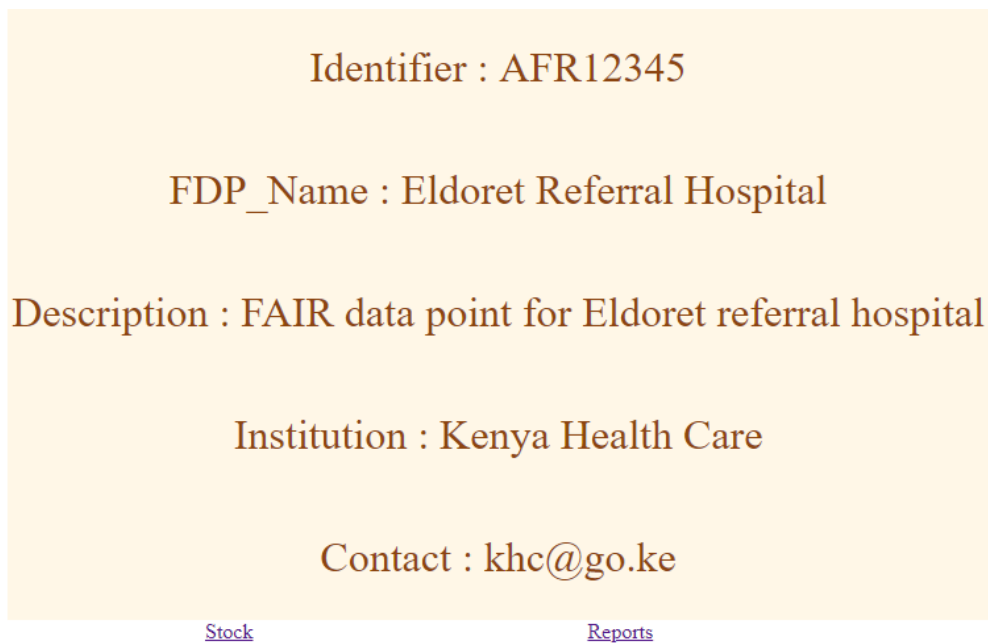 Identifier : AFR12345
FDP_Name : Eldoret Referral Hospital
Description : FAIR data point for Eldoret referral hospital
Institution : Kenya Health Care
Contact : khc@go.ke
Stock Reports